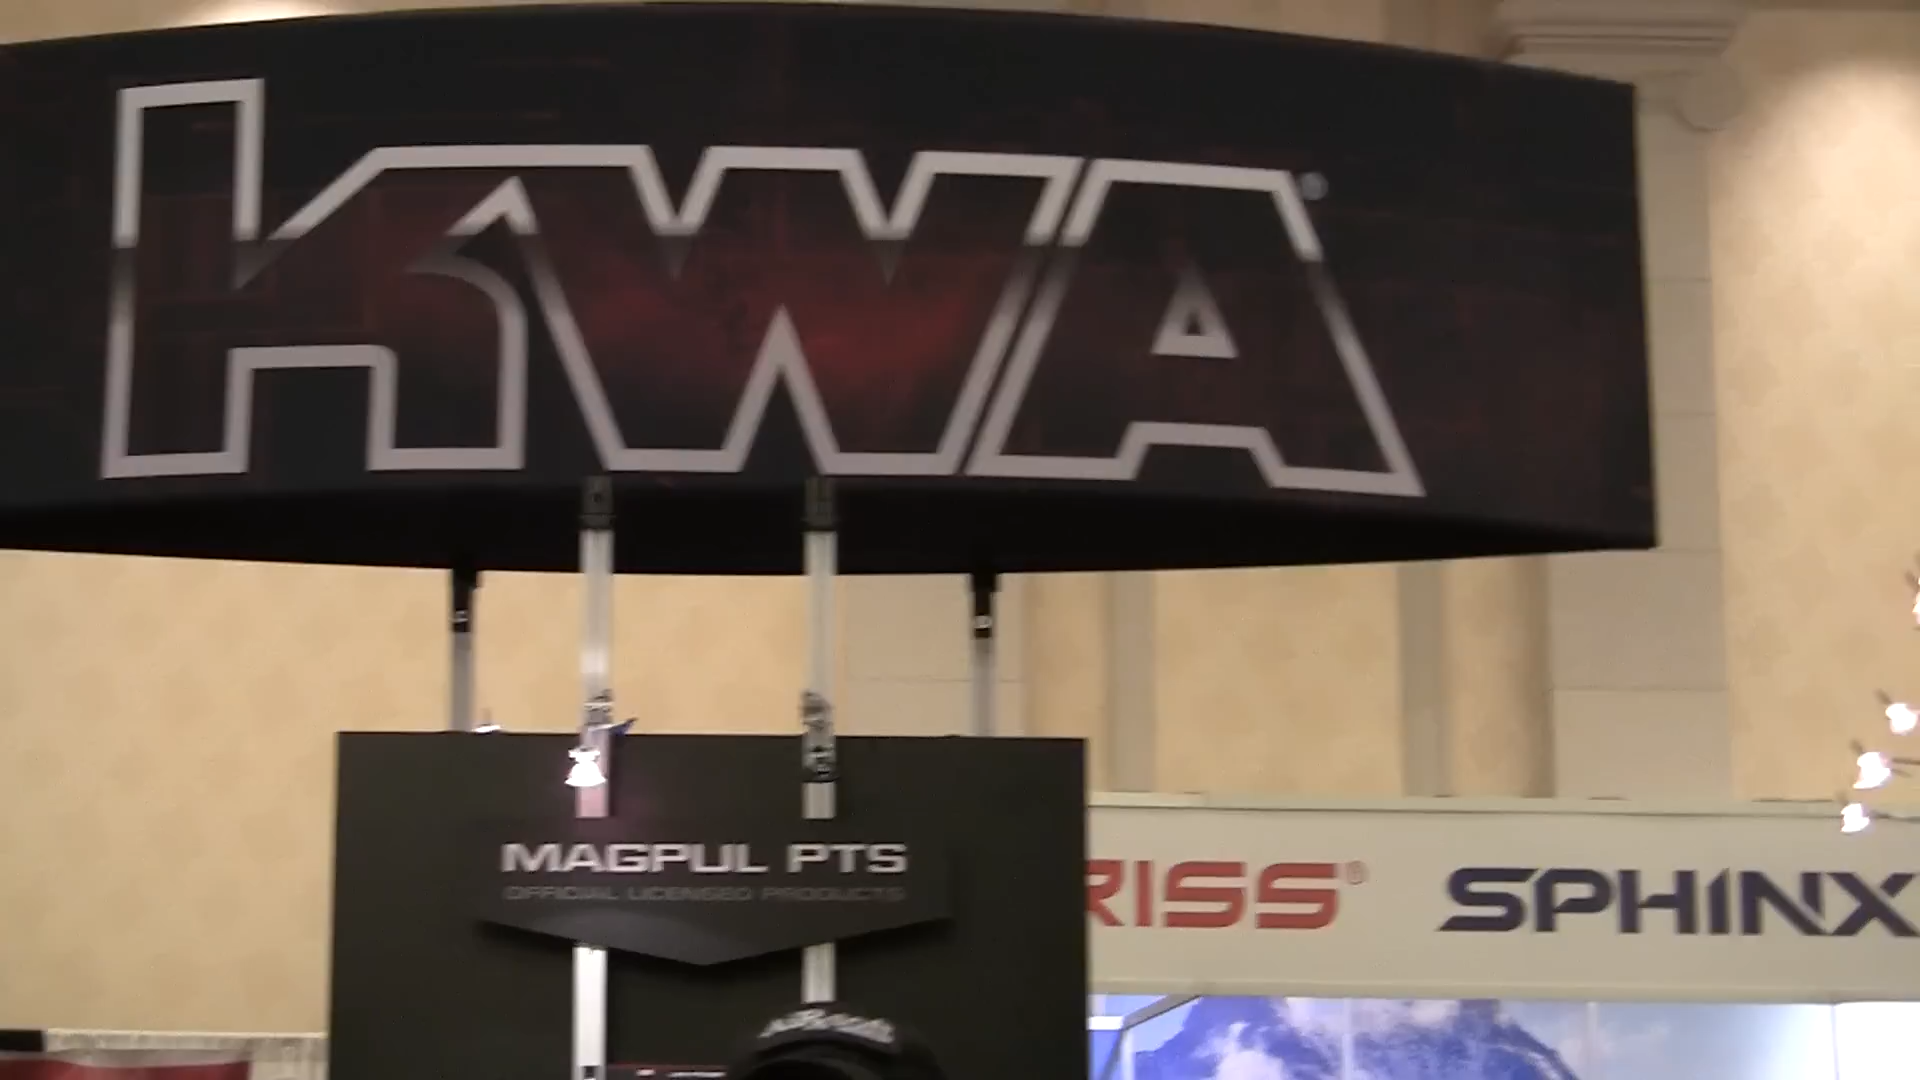 KWA
MAGPUL PTS
OFFICIAL LICENSED PRODUCTS
RISS®
SPHINX